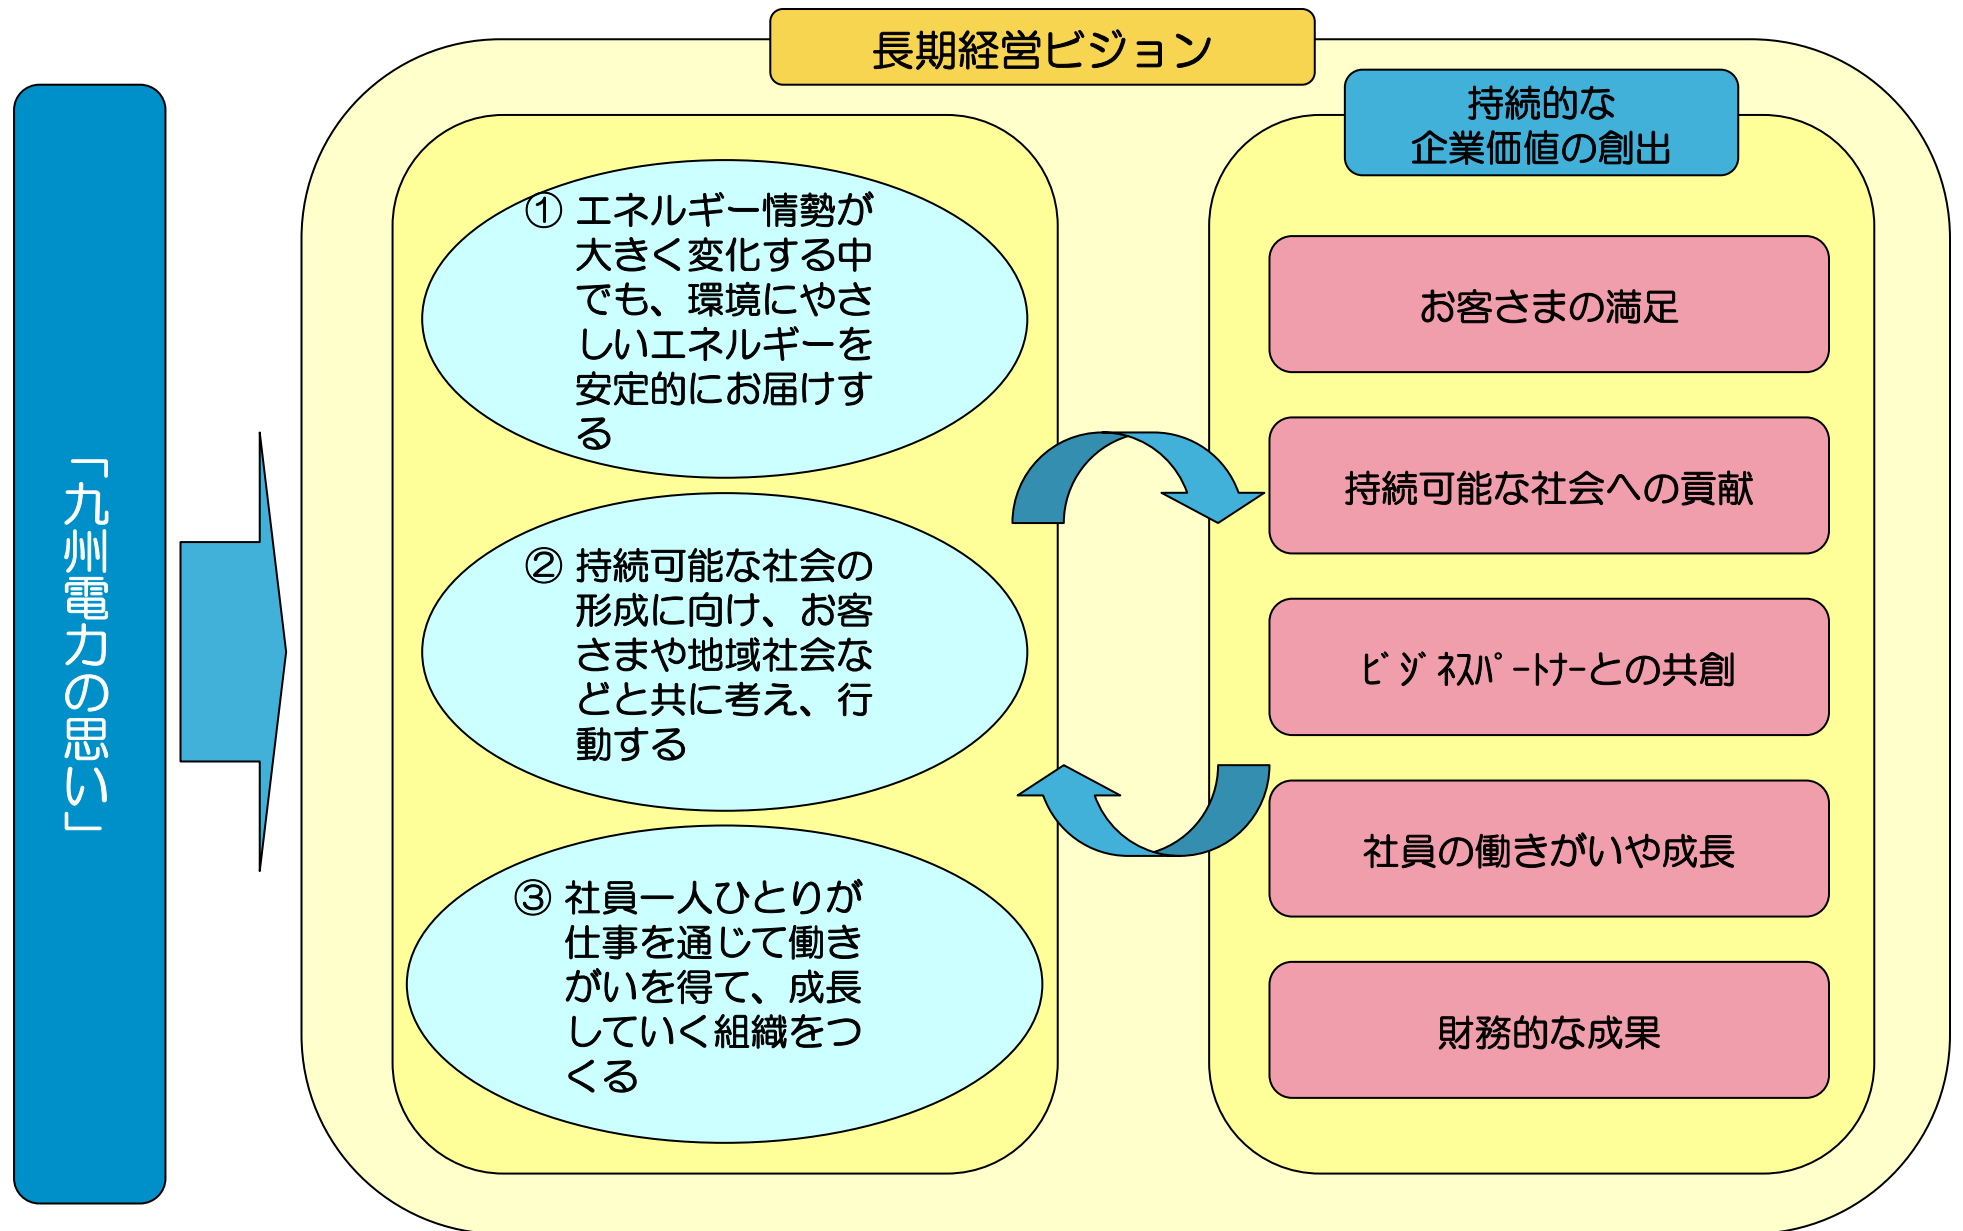 長期経営ビジョン
「九州電力の思い」
① エネルギー情勢が
大きく変化する中
でも、環境にやさ
しいエネルギーを
安定的にお届けす
る
② 持続可能な社会の
形成に向け、お客
さまや地域社会な
どと共に考え、行
動する
③ 社員一人ひとりが
仕事を通じて働き
がいを得て、成長
していく組織をつ
くる
持続的な
企業価値の創出
お客さまの満足
持続可能な社会への貢献
ﾋﾞｼﾞﾈｽﾊﾟｰﾄﾅｰとの共創
社員の働きがいや成長
財務的な成果